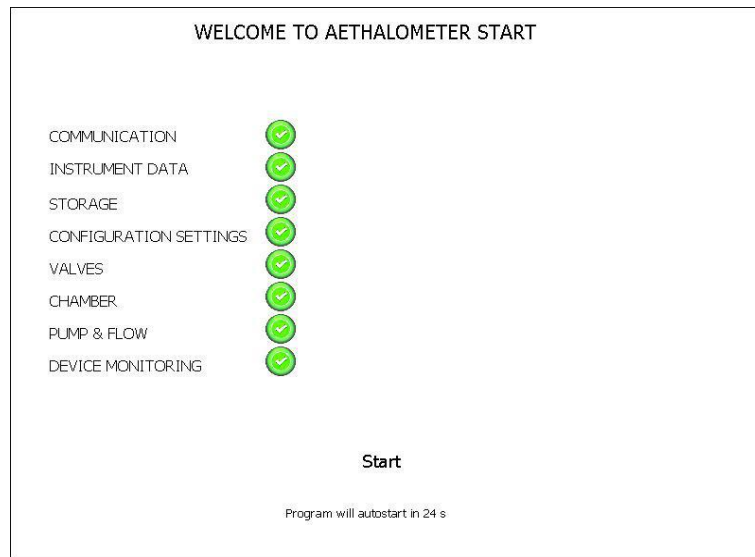 WELCOME TO AETHALOMETER START
COMMUNICATION
INSTRUMENT DATA
STORAGE
CONFIGURATION SETTINGS
VALVES
CHAMBER
PUMP & FLOW
DEVICE MONITORING
Start
Program will autostart in 24 s